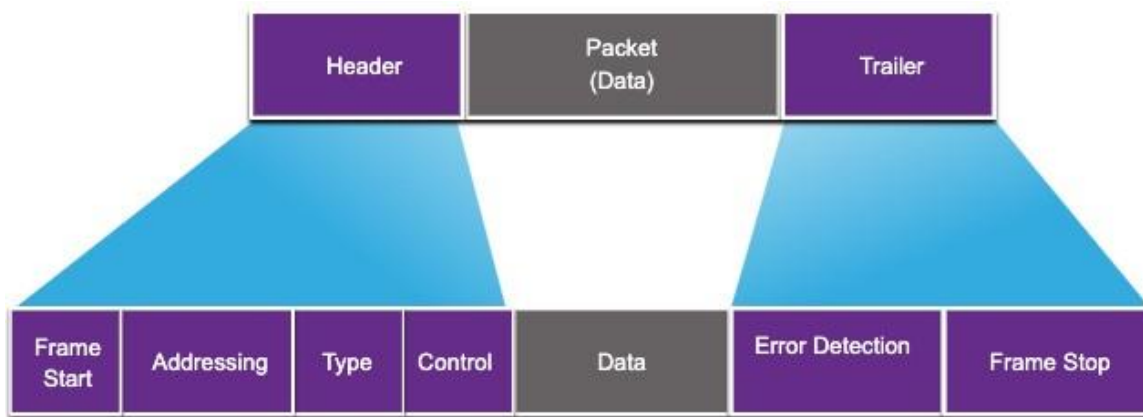 Header
Packet
(Data)
Trailer
Frame
Start
Addressing
Type
Control
Data
Error Detection
Frame Stop